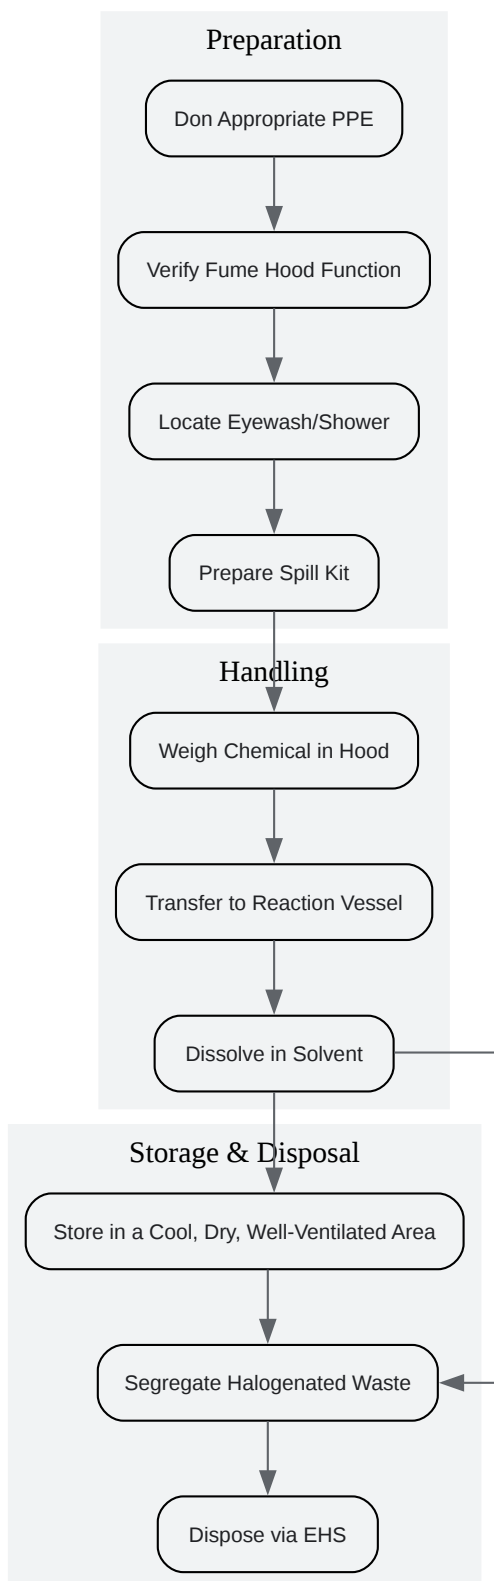 Preparation
Don Appropriate PPE
Verify Fume Hood Function
Locate Eyewash/Shower
Prepare Spill Kit
Handling
Weigh Chemical in Hood
Transfer to Reaction Vessel
Dissolve in Solvent
Storage & Disposal
Store in a Cool, Dry, Well-Ventilated Area
Segregate Halogenated Waste
Dispose via EHS